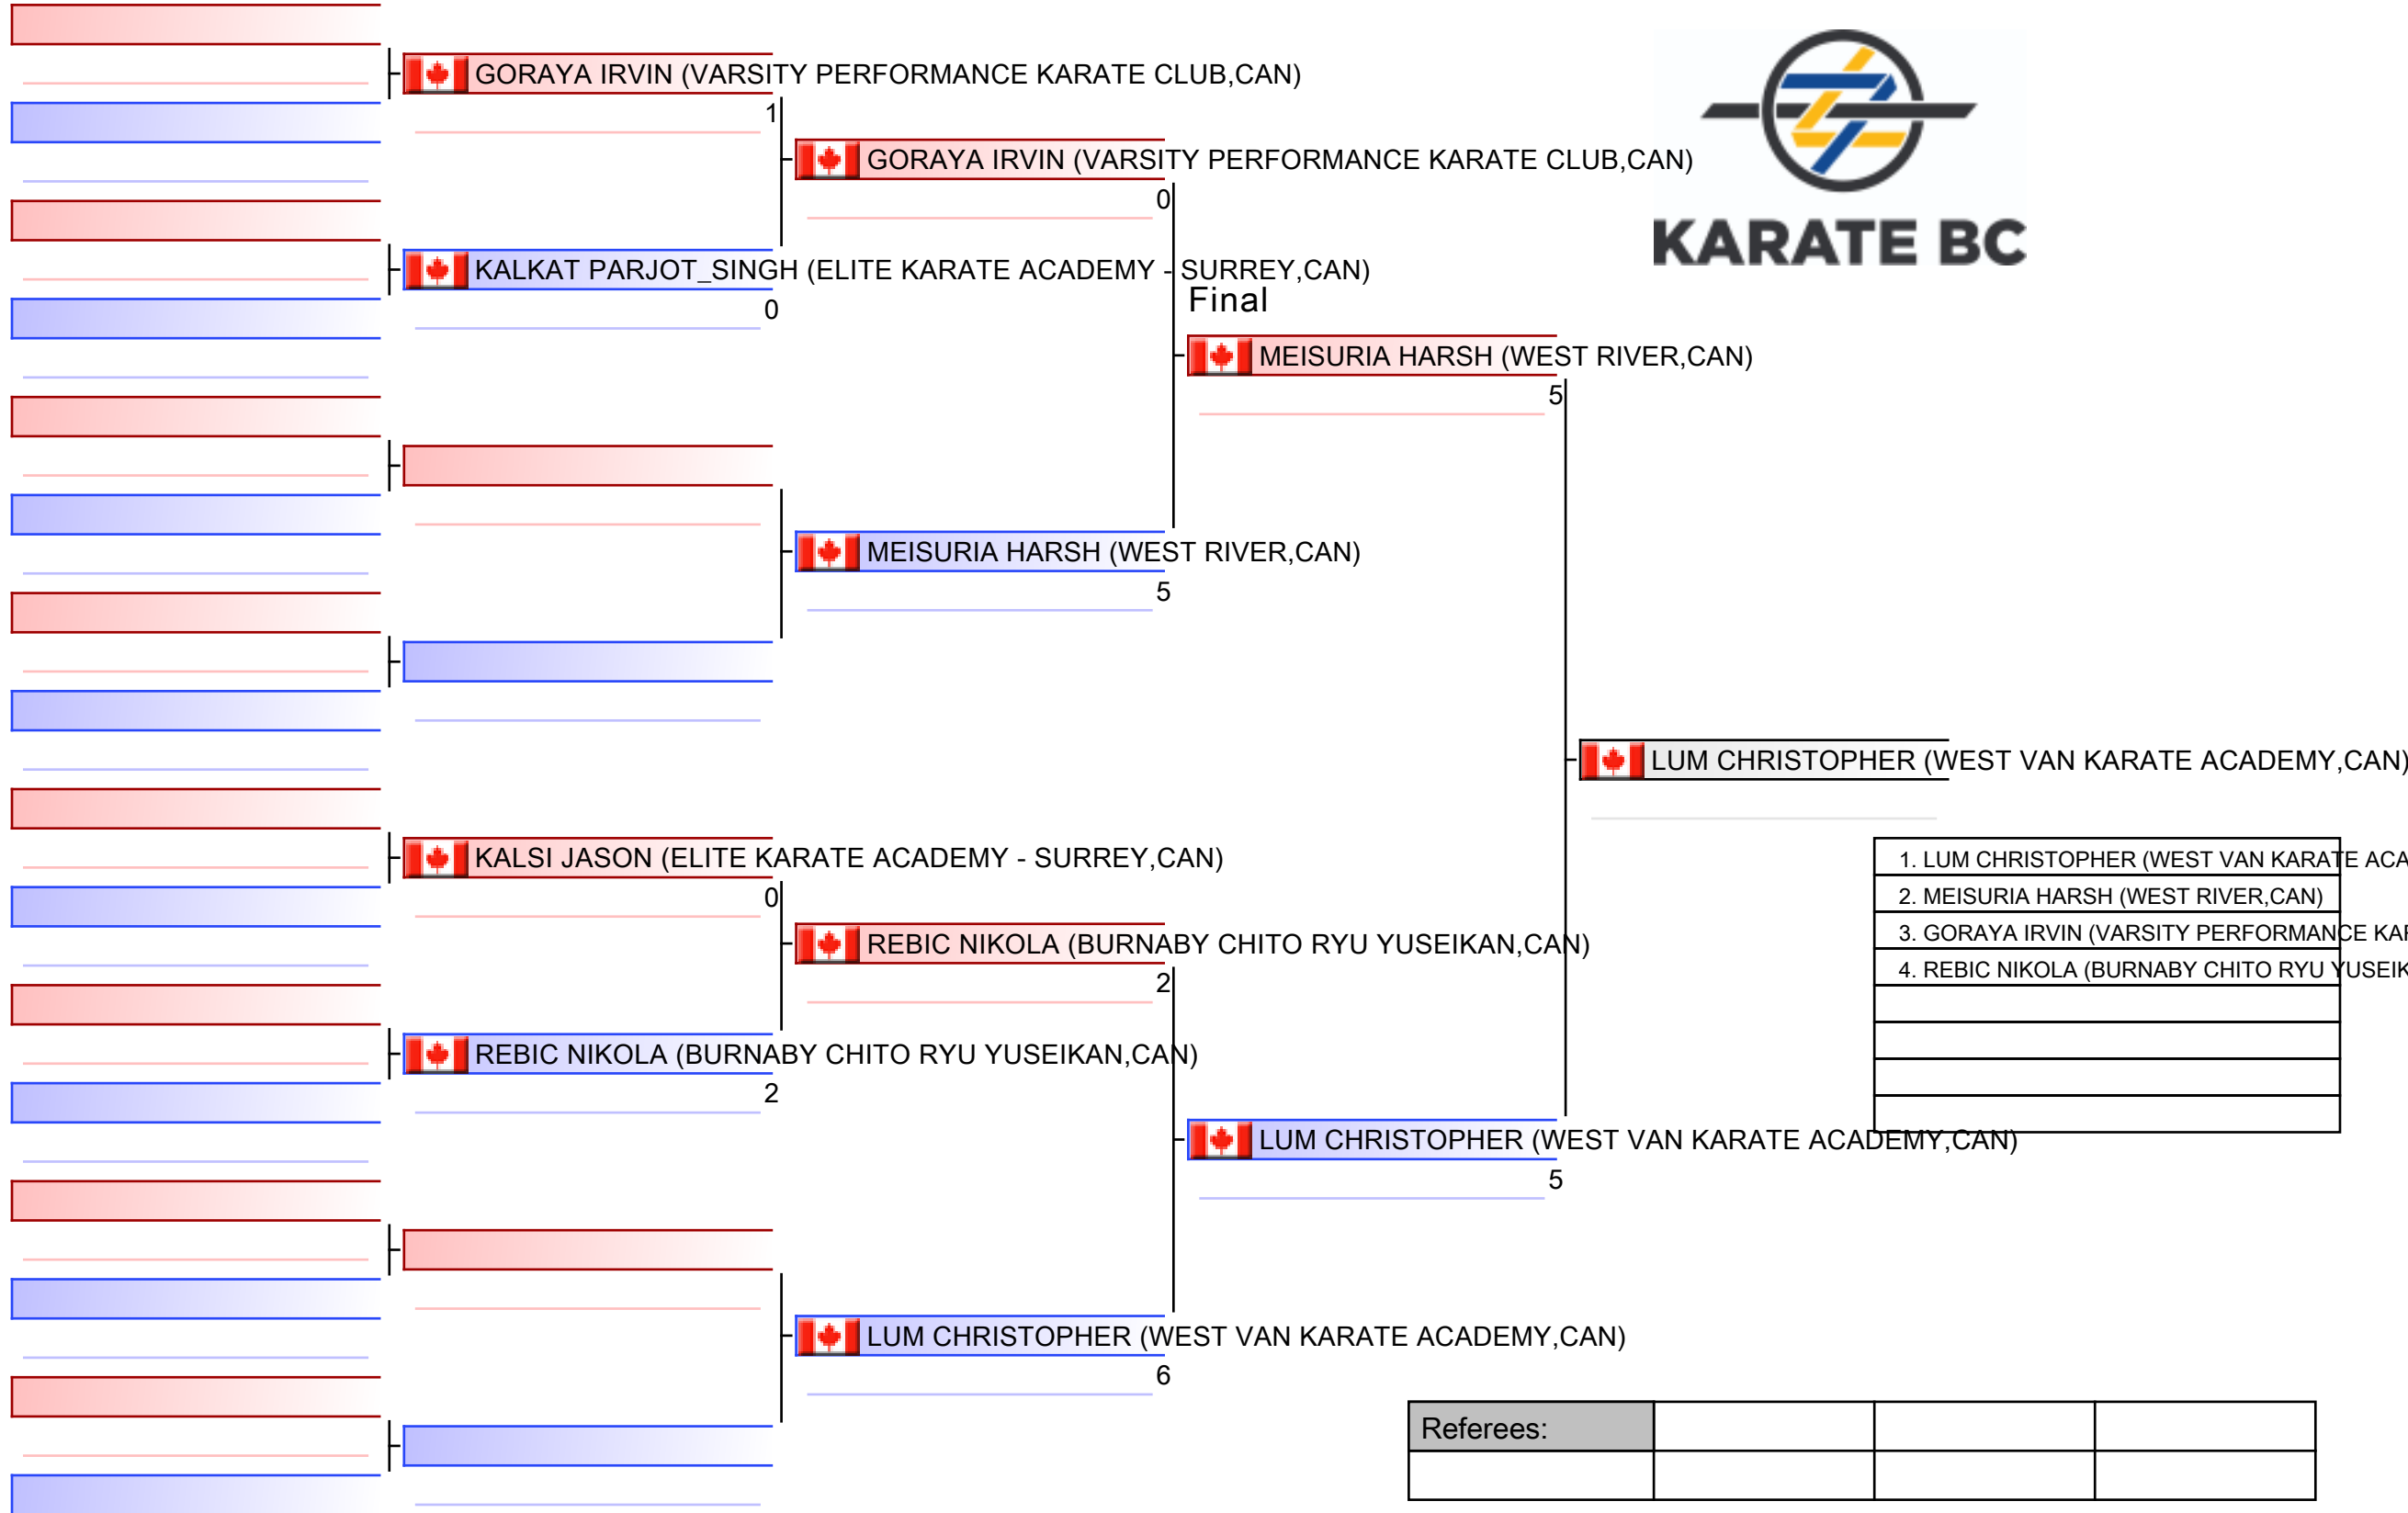 GORAYA IRVIN (VARSITY PERFORMANCE KARATE CLUB,CAN)
1
GORAYA IRVIN (VARSITY PERFORMANCE KARATE CLUB,CAN)
0
KARATE BC
KALKAT PARJOT_SINGH (ELITE KARATE ACADEMY - SURREY,CAN)
0
Final
MEISURIA HARSH (WEST RIVER,CAN)
5
MEISURIA HARSH (WEST RIVER,CAN)
5
LUM CHRISTOPHER (WEST VAN KARATE ACADEMY,CAN)
KALSI JASON (ELITE KARATE ACADEMY - SURREY,CAN)
0
1. LUM CHRISTOPHER (WEST VAN KARATE ACA
2. MEISURIA HARSH (WEST RIVER,CAN)
3. GORAYA IRVIN (VARSITY PERFORMANCE KAR
4. REBIC NIKOLA (BURNABY CHITO RYU YUSEIK
REBIC NIKOLA (BURNABY CHITO RYU YUSEIKAN,CAN)
2
REBIC NIKOLA (BURNABY CHITO RYU YUSEIKAN,CAN)
2
LUM CHRISTOPHER (WEST VAN KARATE ACADEMY,CAN)
5
LUM CHRISTOPHER (WEST VAN KARATE ACADEMY,CAN)
6
Referees: